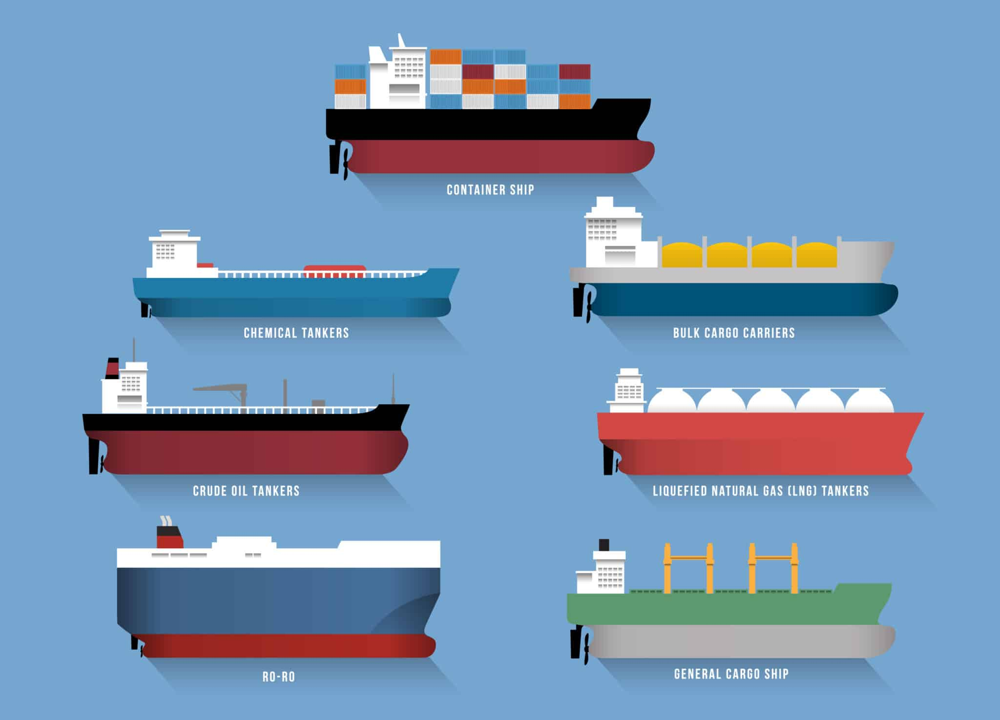 CONTAINER SHIP
CHEMICAL TANKERS
BULK CARGO CARRIERS
CRUDE OIL TANKERS
LIQUEFIED NATURAL GAS (LNG) TANKERS
RO-RO
GENERAL CARGO SHIP